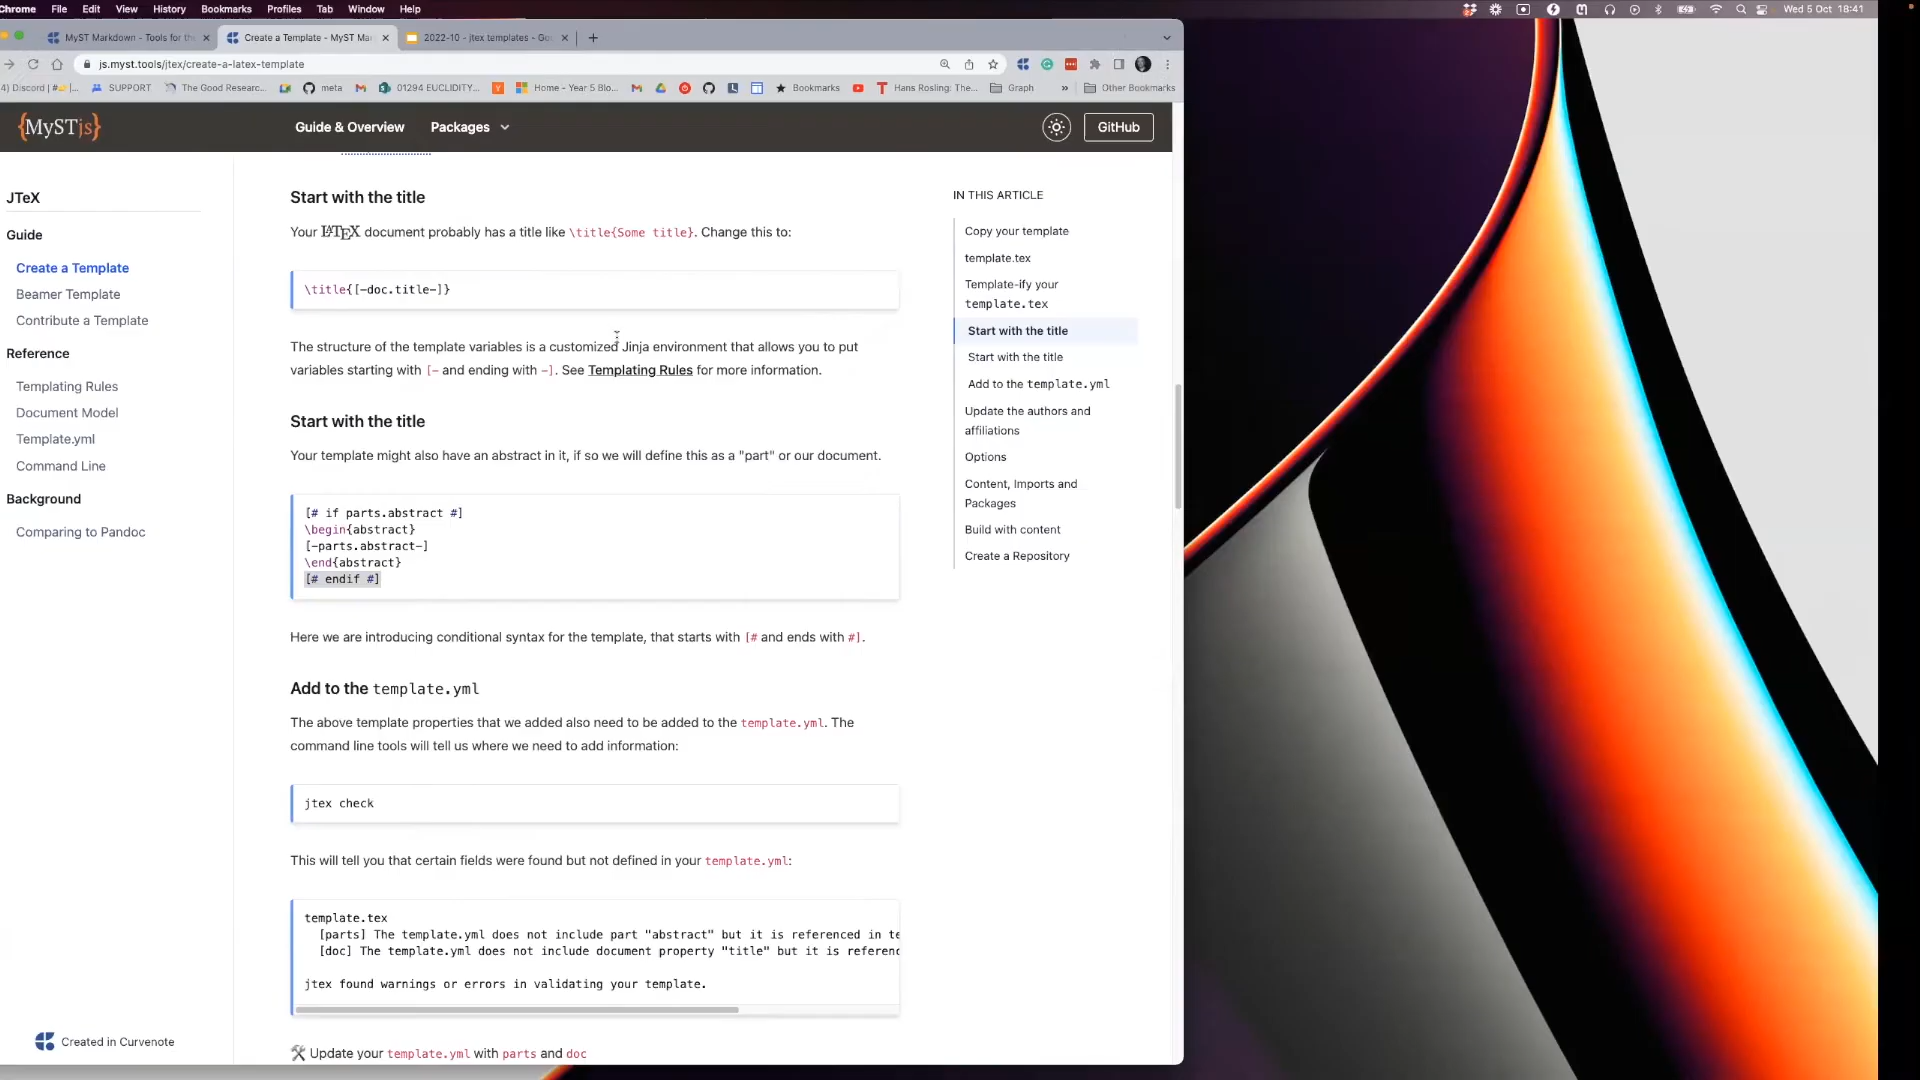 Chrome File Edit View History Bookmarks Profiles Tab Window Help Wed 5 Oct 18:41
MyST Markdown - Tools for the
Create a Template - MyST Mar
2022-10 - jtex templates - Go
js.myst.tools/jtex/create-a-latex-template
4) Discord | SUPPORT The Good Researc... meta 01294 EUCLIDITY... Home - Year 5 Blo... Bookmarks Hans Rosling: The... Graph » Other Bookmarks
{MySTjs}
Guide & Overview
Packages
GitHub
JTeX
Guide
Create a Template
Beamer Template
Contribute a Template
Reference
Templating Rules
Document Model
Template.yml
Command Line
Background
Comparing to Pandoc
Created in Curvenote
Start with the title
Your LATEX document probably has a title like \title{Some title}. Change this to:
\title{[-doc.title-]}
The structure of the template variables is a customized Jinja environment that allows you to put
variables starting with [- and ending with -]. See Templating Rules for more information.
Start with the title
Your template might also have an abstract in it, if so we will define this as a "part" or our document.
[# if parts.abstract #]
\begin{abstract}
[-parts.abstract-]
\end{abstract}
[# endif #]
Here we are introducing conditional syntax for the template, that starts with [# and ends with #].
Add to the template.yml
The above template properties that we added also need to be added to the template.yml. The
command line tools will tell us where we need to add information:
jtex check
This will tell you that certain fields were found but not defined in your template.yml:
template.tex
[parts] The template.yml does not include part "abstract" but it is referenced in te
[doc] The template.yml does not include document property "title" but it is referenc
jtex found warnings or errors in validating your template.
Update your template.yml with parts and doc
IN THIS ARTICLE
Copy your template
template.tex
Template-ify your
template.tex
Start with the title
Start with the title
Add to the template.yml
Update the authors and
affiliations
Options
Content, Imports and
Packages
Build with content
Create a Repository